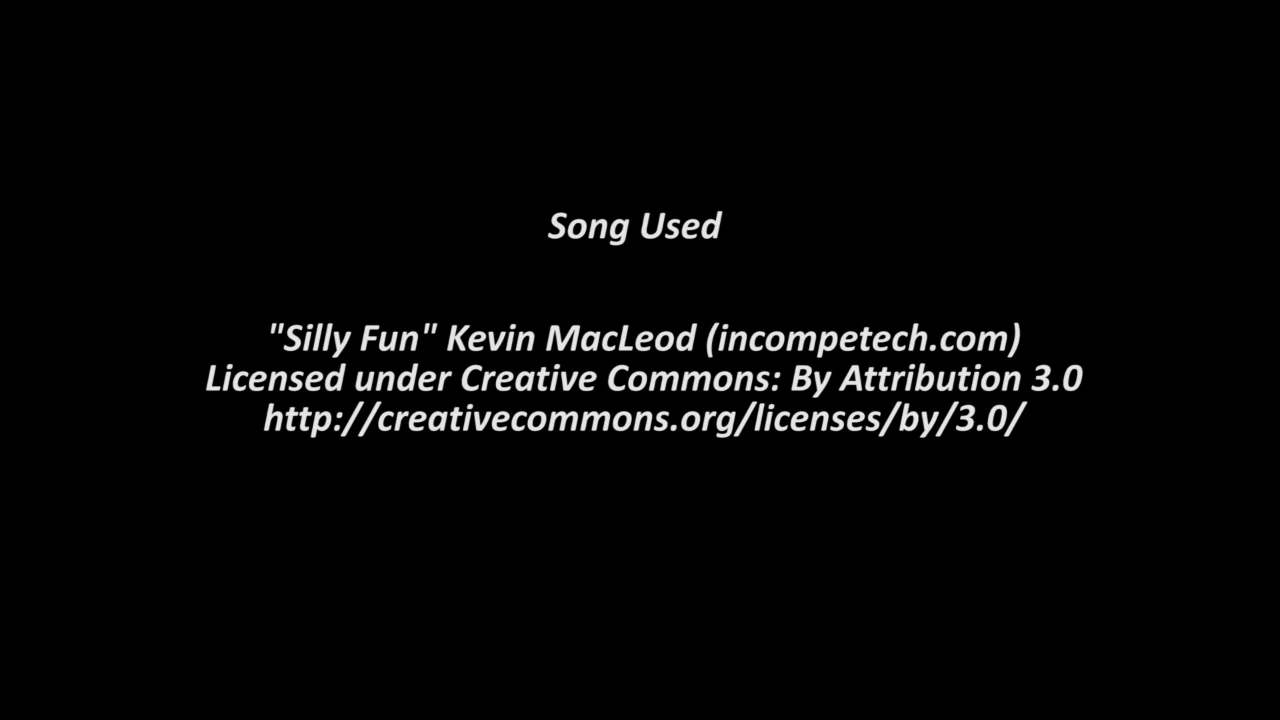 Song Used
"Silly Fun" Kevin MacLeod (incompetech.com)
Licensed under Creative Commons: By Attribution 3.0
http://creativecommons.org/licenses/by/3.0/